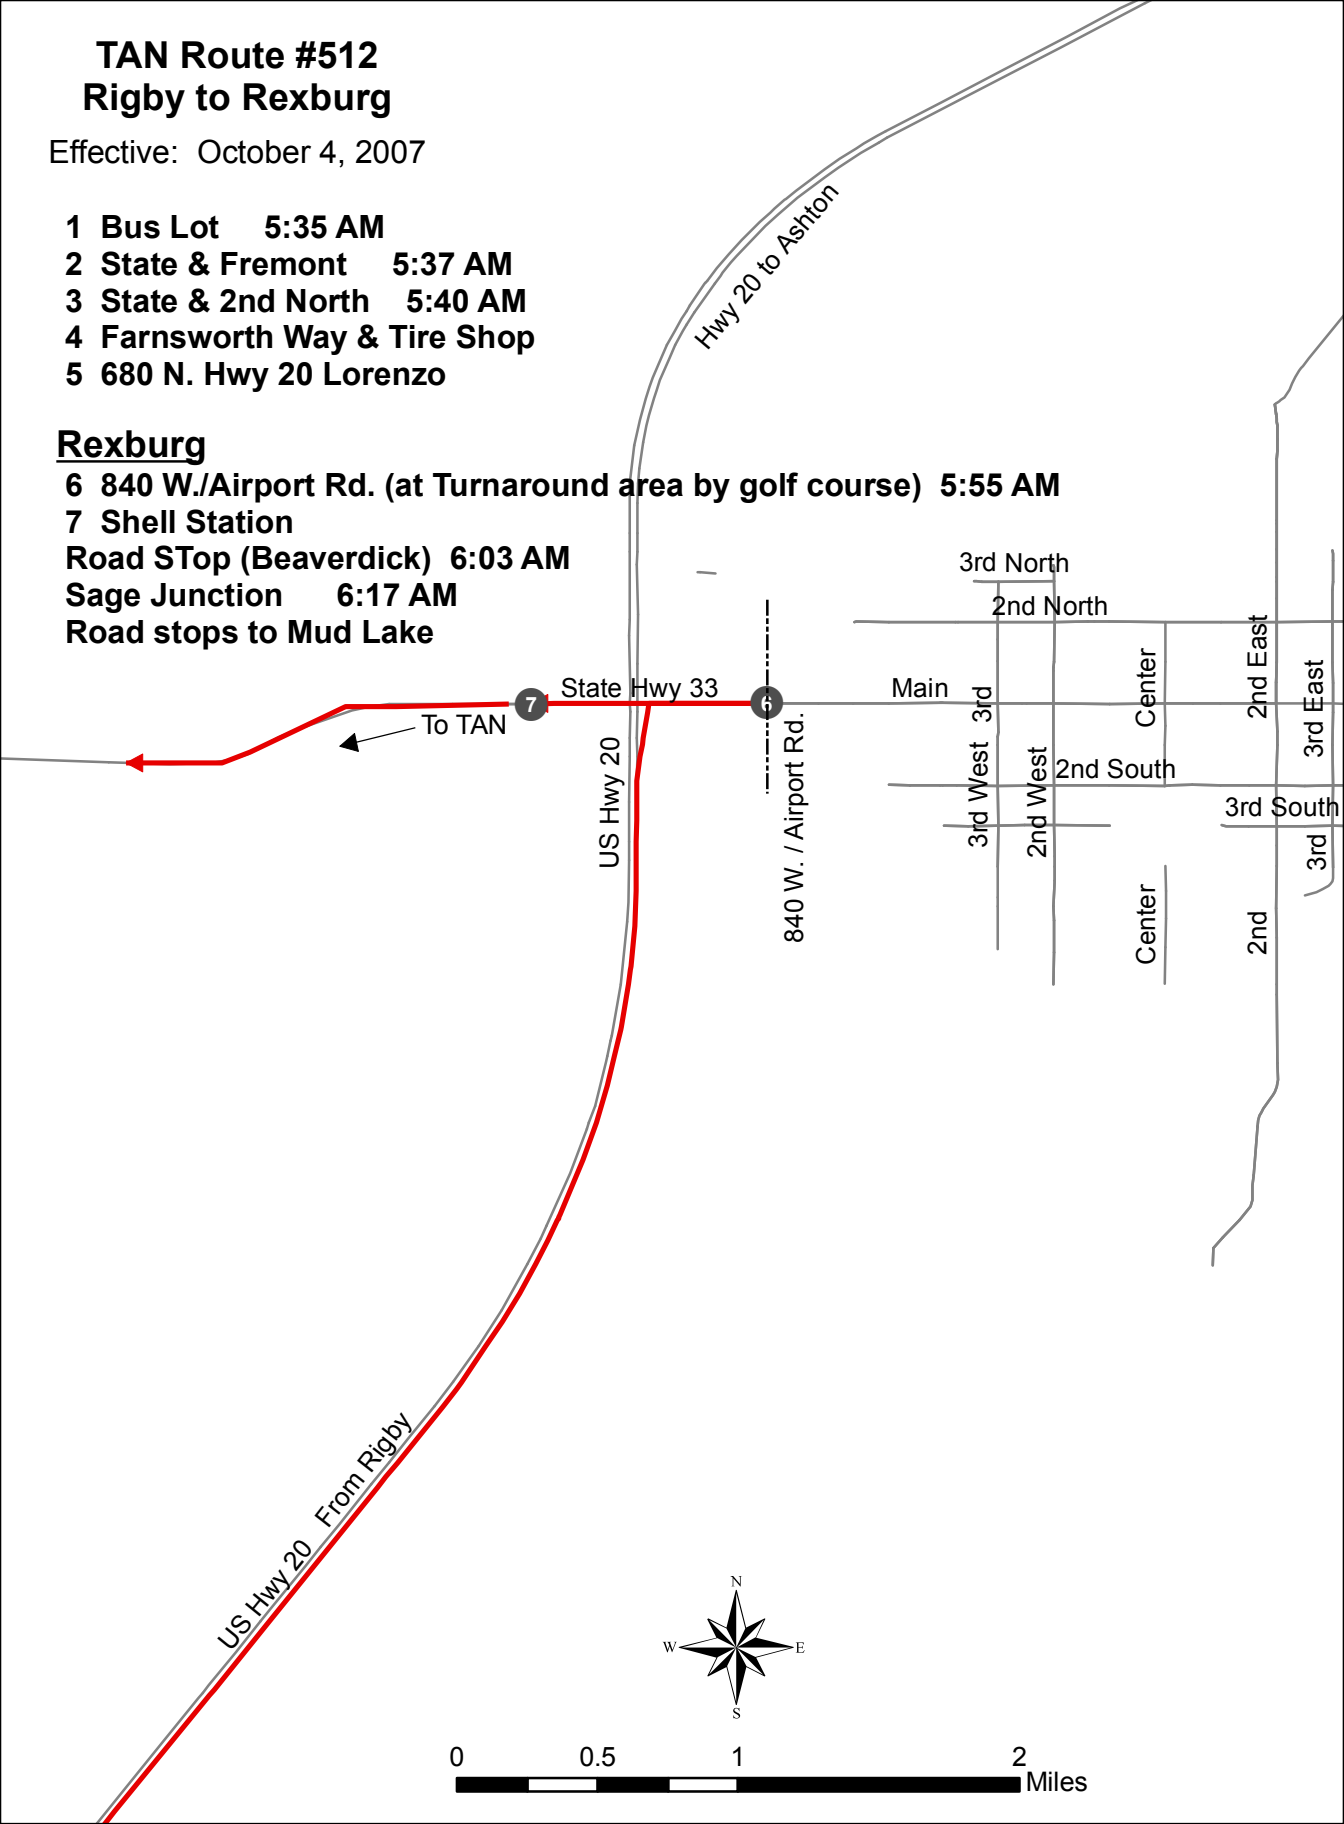 TAN Route #512
Rigby to Rexburg
Effective: October 4, 2007
1 Bus Lot 5:35 AM
2 State & Fremont 5:37 AM
3 State & 2nd North 5:40 AM
4 Farnsworth Way & Tire Shop
5 680 N. Hwy 20 Lorenzo
Rexburg
6 840 W./Airport Rd. (at Turnaround area by golf course) 5:55 AM
7 Shell Station
Road STop (Beaverdick) 6:03 AM
Sage Junction 6:17 AM
Road stops to Mud Lake
Hwy 20 to Ashton
3rd North
2nd North
State Hwy 33
Main
7
6
To TAN
US Hwy 20
840 W. / Airport Rd.
3rd
3rd West
2nd West
Center
2nd East
3rd East
2nd South
3rd South
3rd
Center
2nd
From Rigby
US Hwy 20
N
W
E
S
0
0.5
1
2
Miles